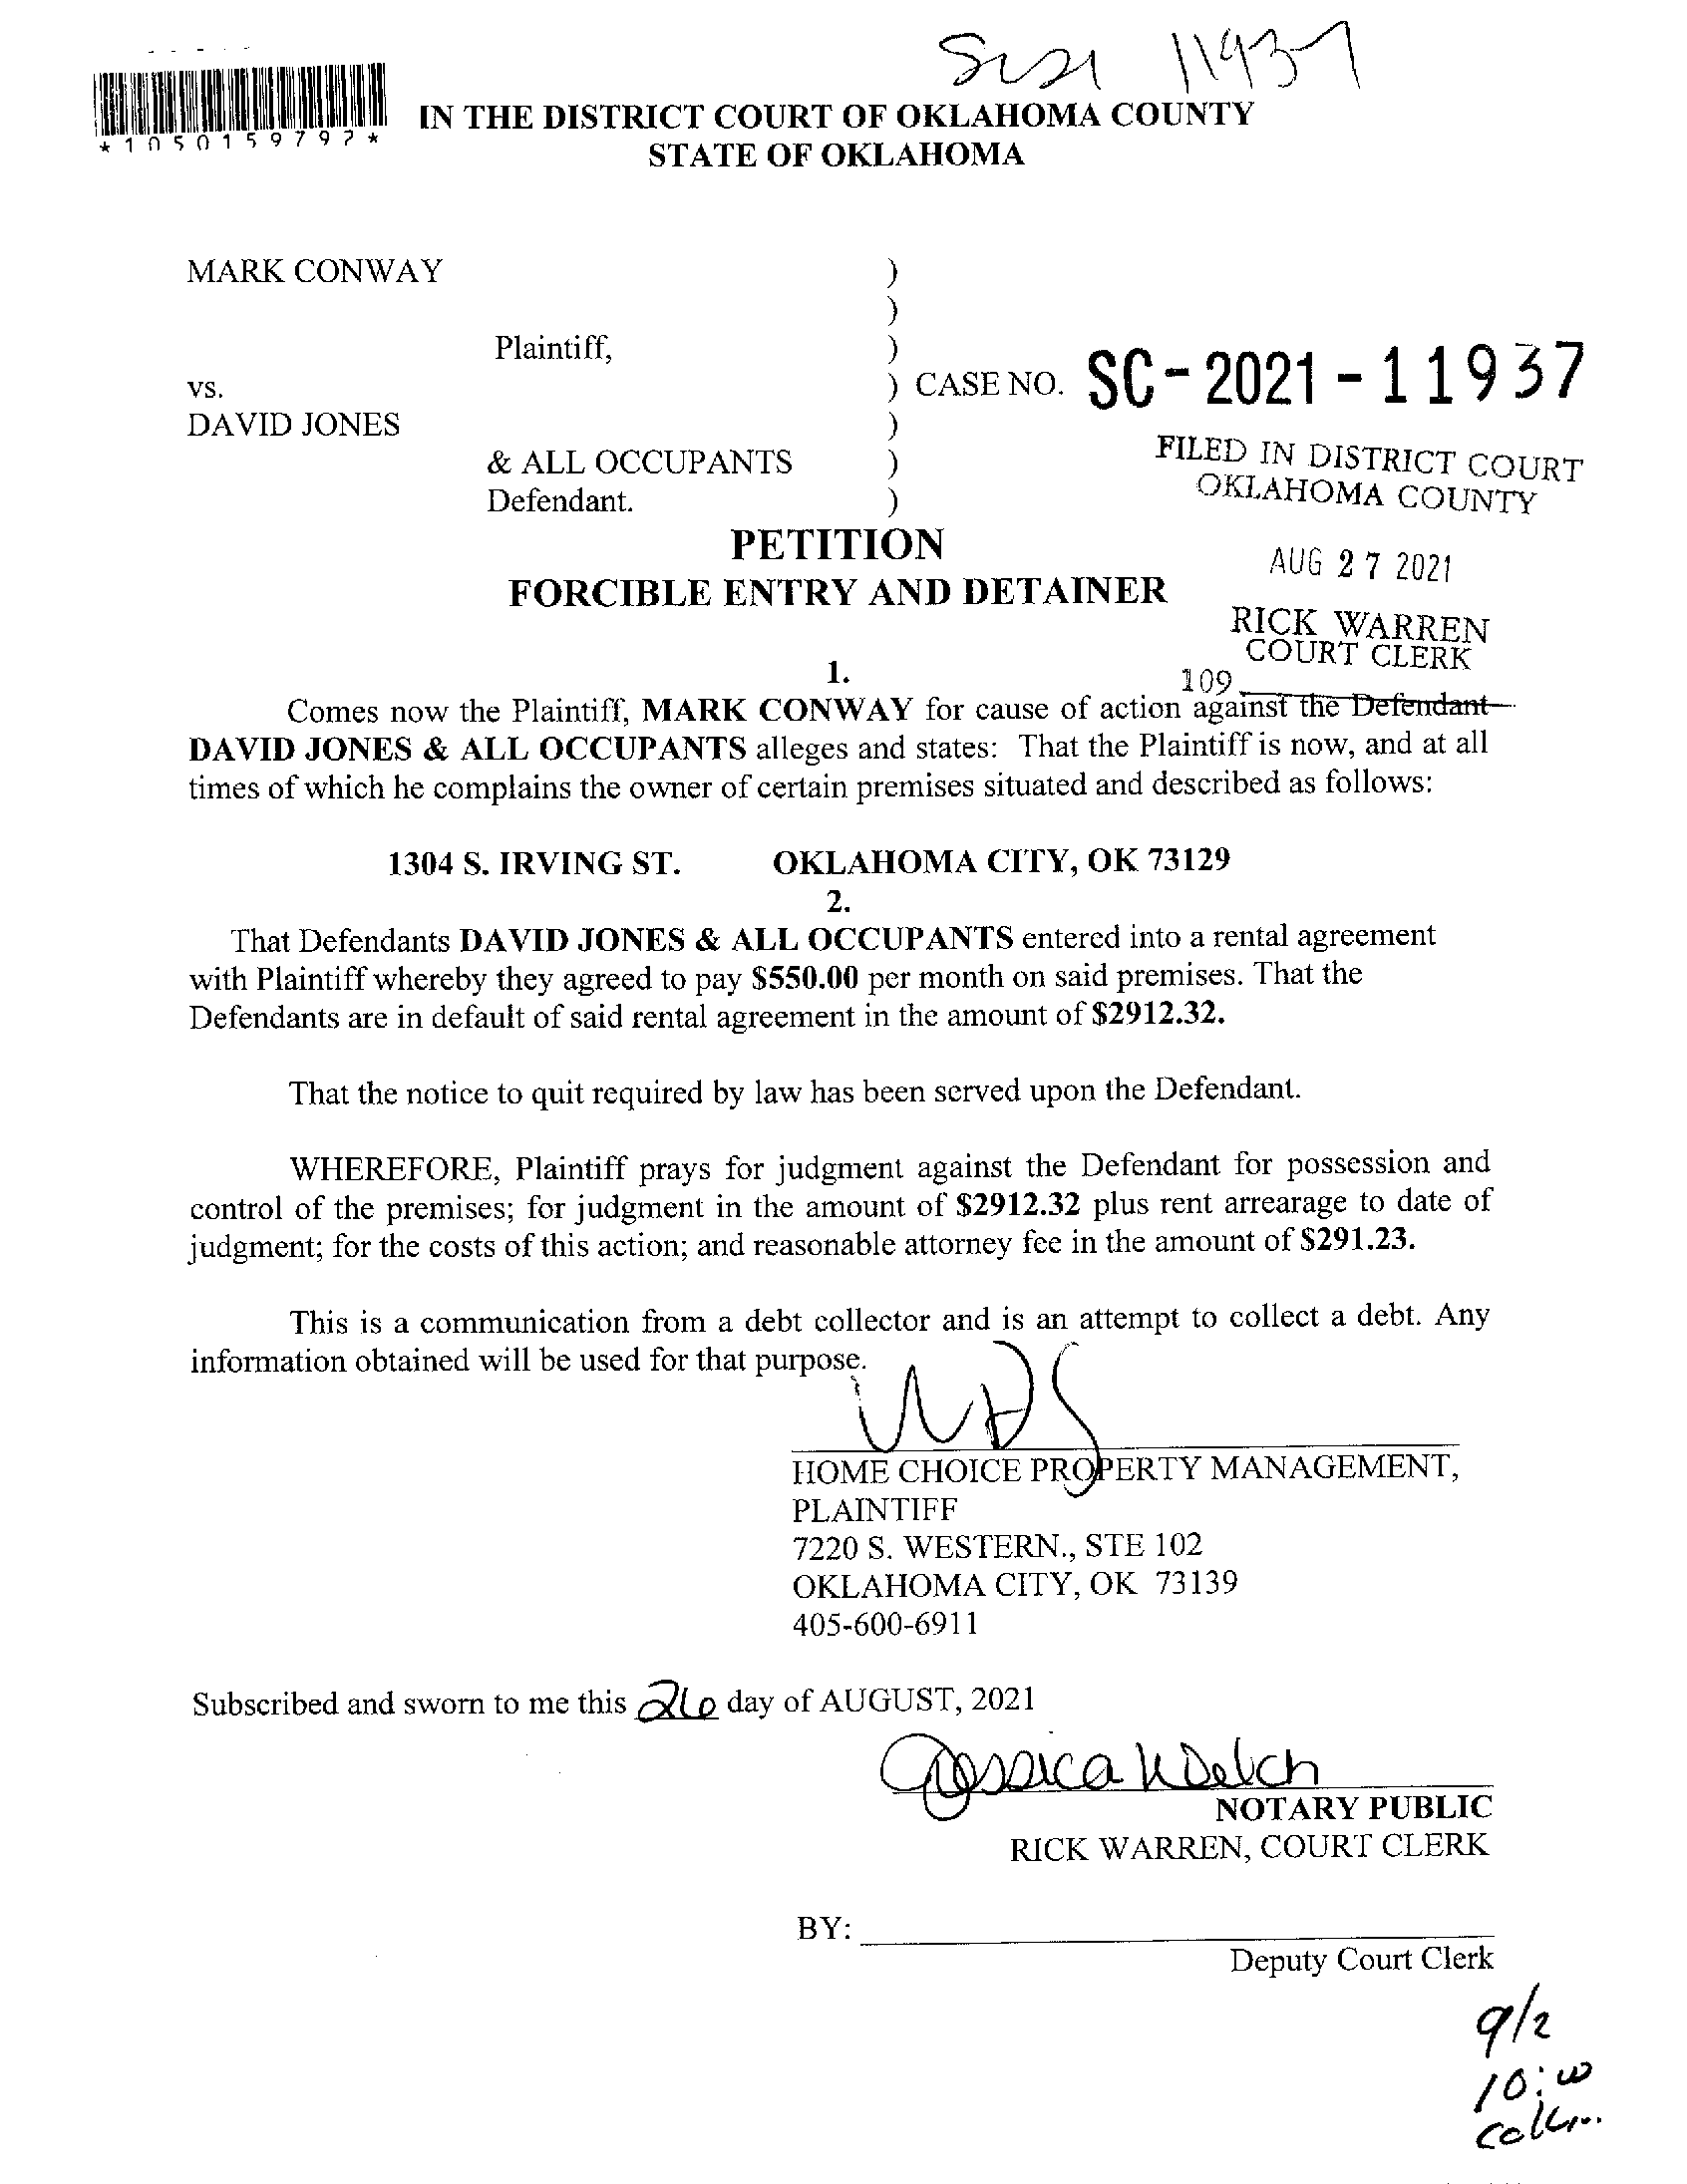 11937
*1050159797*
IN THE DISTRICT COURT OF OKLAHOMA COUNTY
STATE OF OKLAHOMA
MARK CONWAY )
)
Plaintiff, )
vs. ) CASE NO. SC-2021-11937
DAVID JONES )
& ALL OCCUPANTS )
Defendant. )
FILED IN DISTRICT COURT
OKLAHOMA COUNTY
PETITION
FORCIBLE ENTRY AND DETAINER
AUG 27 2021
RICK WARREN
COURT CLERK
1.
109
Comes now the Plaintiff, MARK CONWAY for cause of action against the Defendant
DAVID JONES & ALL OCCUPANTS alleges and states: That the Plaintiff is now, and at all
times of which he complains the owner of certain premises situated and described as follows:
1304 S. IRVING ST. OKLAHOMA CITY, OK 73129
2.
That Defendants DAVID JONES & ALL OCCUPANTS entered into a rental agreement
with Plaintiff whereby they agreed to pay $550.00 per month on said premises. That the
Defendants are in default of said rental agreement in the amount of $2912.32.
That the notice to quit required by law has been served upon the Defendant.
WHEREFORE, Plaintiff prays for judgment against the Defendant for possession and
control of the premises; for judgment in the amount of $2912.32 plus rent arrearage to date of
judgment; for the costs of this action; and reasonable attorney fee in the amount of $291.23.
This is a communication from a debt collector and is an attempt to collect a debt. Any
information obtained will be used for that purpose.
HOME CHOICE PROPERTY MANAGEMENT,
PLAINTIFF
7220 S. WESTERN., STE 102
OKLAHOMA CITY, OK 73139
405-600-6911
Subscribed and sworn to me this 26 day of AUGUST, 2021
Jessica Welch
NOTARY PUBLIC
RICK WARREN, COURT CLERK
BY:
Deputy Court Clerk
9/2
10:00